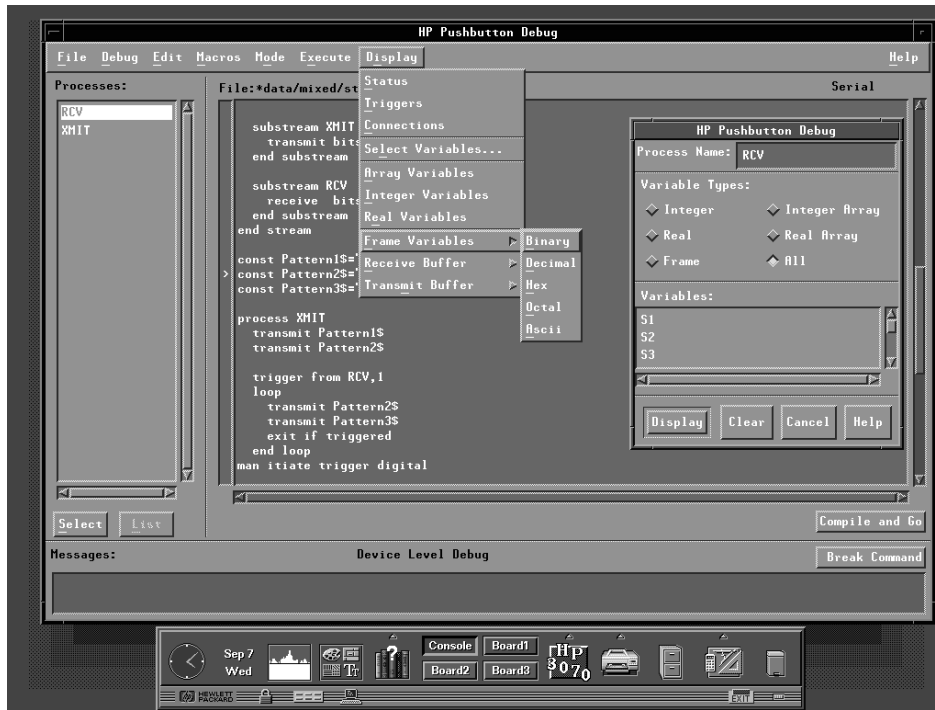 HP Pushbutton Debug
File Debug Edit Macros Mode Execute Display Help
Processes:
RCV
XMIT
Select List
File:*data/mixed/st
Serial
substream XMIT
transmit bits
end substream
substream RCV
receive bits
end substream
end stream
const Pattern1$="
> const Pattern2$="
const Pattern3$="
process XMIT
transmit Pattern1$
transmit Pattern2$
trigger from RCV,1
loop
transmit Pattern2$
transmit Pattern3$
exit if triggered
end loop
man itiate trigger digital
Status
Triggers
Connections
Select Variables...
Array Variables
Integer Variables
Real Variables
Frame Variables
Receive Buffer
Transmit Buffer
Binary
Decimal
Hex
Octal
Ascii
HP Pushbutton Debug
Process Name: RCV
Variable Types:
Integer Integer Array
Real Real Array
Frame All
Variables:
S1
S2
S3
Display Clear Cancel Help
Compile and Go
Messages: Device Level Debug
Break Command
Sep 7
Wed
Tt
?
Console Board1
Board2 Board3
HP
3070
HEWLETT
PACKARD
EXIT